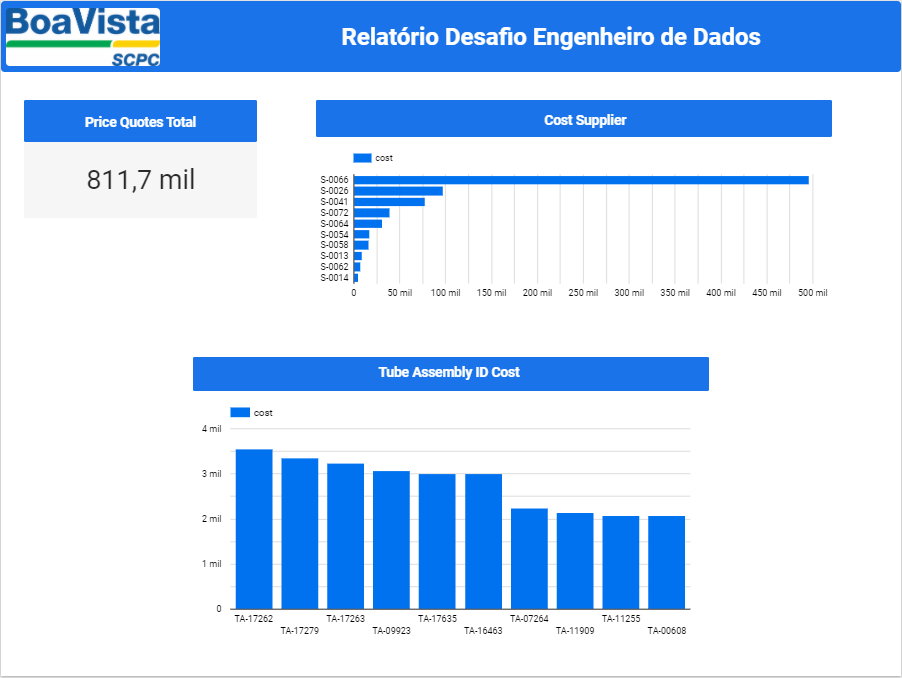 BoaVista
SCPC
Relatório Desafio Engenheiro de Dados
Price Quotes Total
811,7 mil
Cost Supplier
cost
S-0066
S-0026
S-0041
S-0072
S-0064
S-0054
S-0058
S-0013
S-0062
S-0014
0 50 mil 100 mil 150 mil 200 mil 250 mil 300 mil 350 mil 400 mil 450 mil 500 mil
Tube Assembly ID Cost
cost
4 mil
3 mil
2 mil
1 mil
0
TA-17262 TA-17263 TA-17635 TA-07264 TA-11255
TA-17279 TA-09923 TA-16463 TA-11909 TA-00608